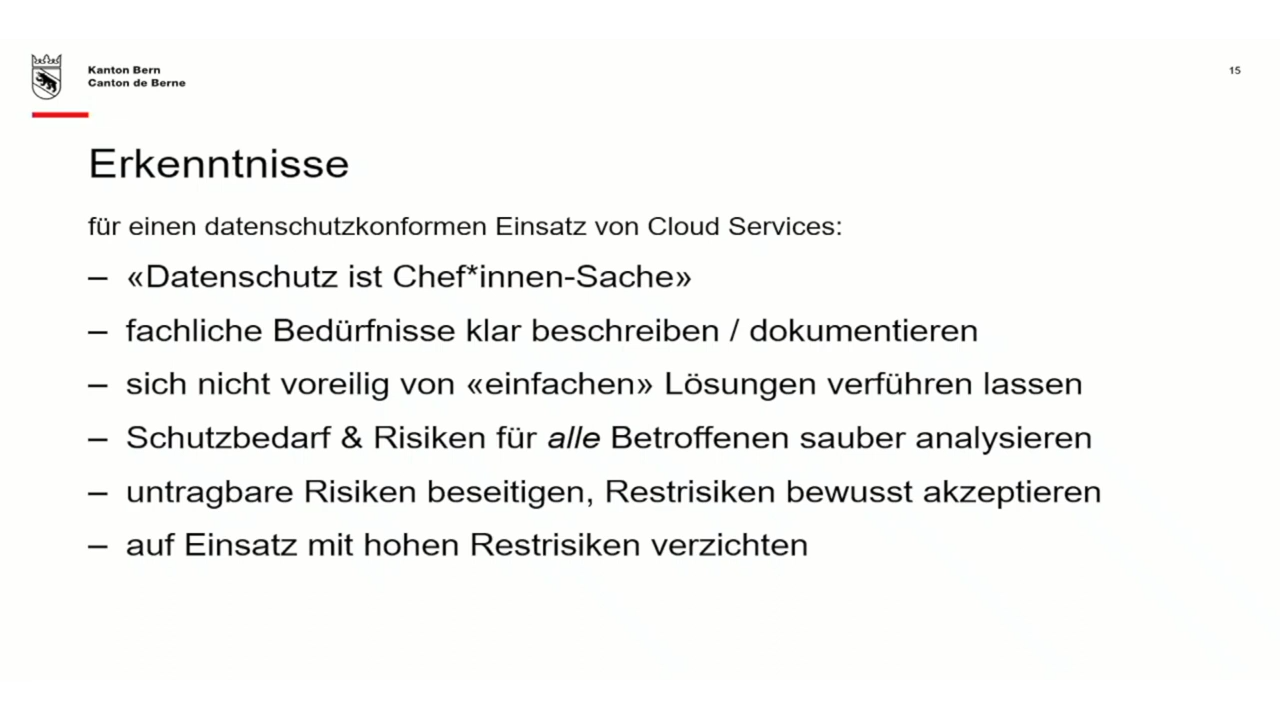 Kanton Bern
Canton de Berne
15
Erkenntnisse
für einen datenschutzkonformen Einsatz von Cloud Services:
– «Datenschutz ist Chef*innen-Sache»
– fachliche Bedürfnisse klar beschreiben / dokumentieren
– sich nicht voreilig von «einfachen» Lösungen verführen lassen
– Schutzbedarf & Risiken für alle Betroffenen sauber analysieren
– untragbare Risiken beseitigen, Restrisiken bewusst akzeptieren
– auf Einsatz mit hohen Restrisiken verzichten